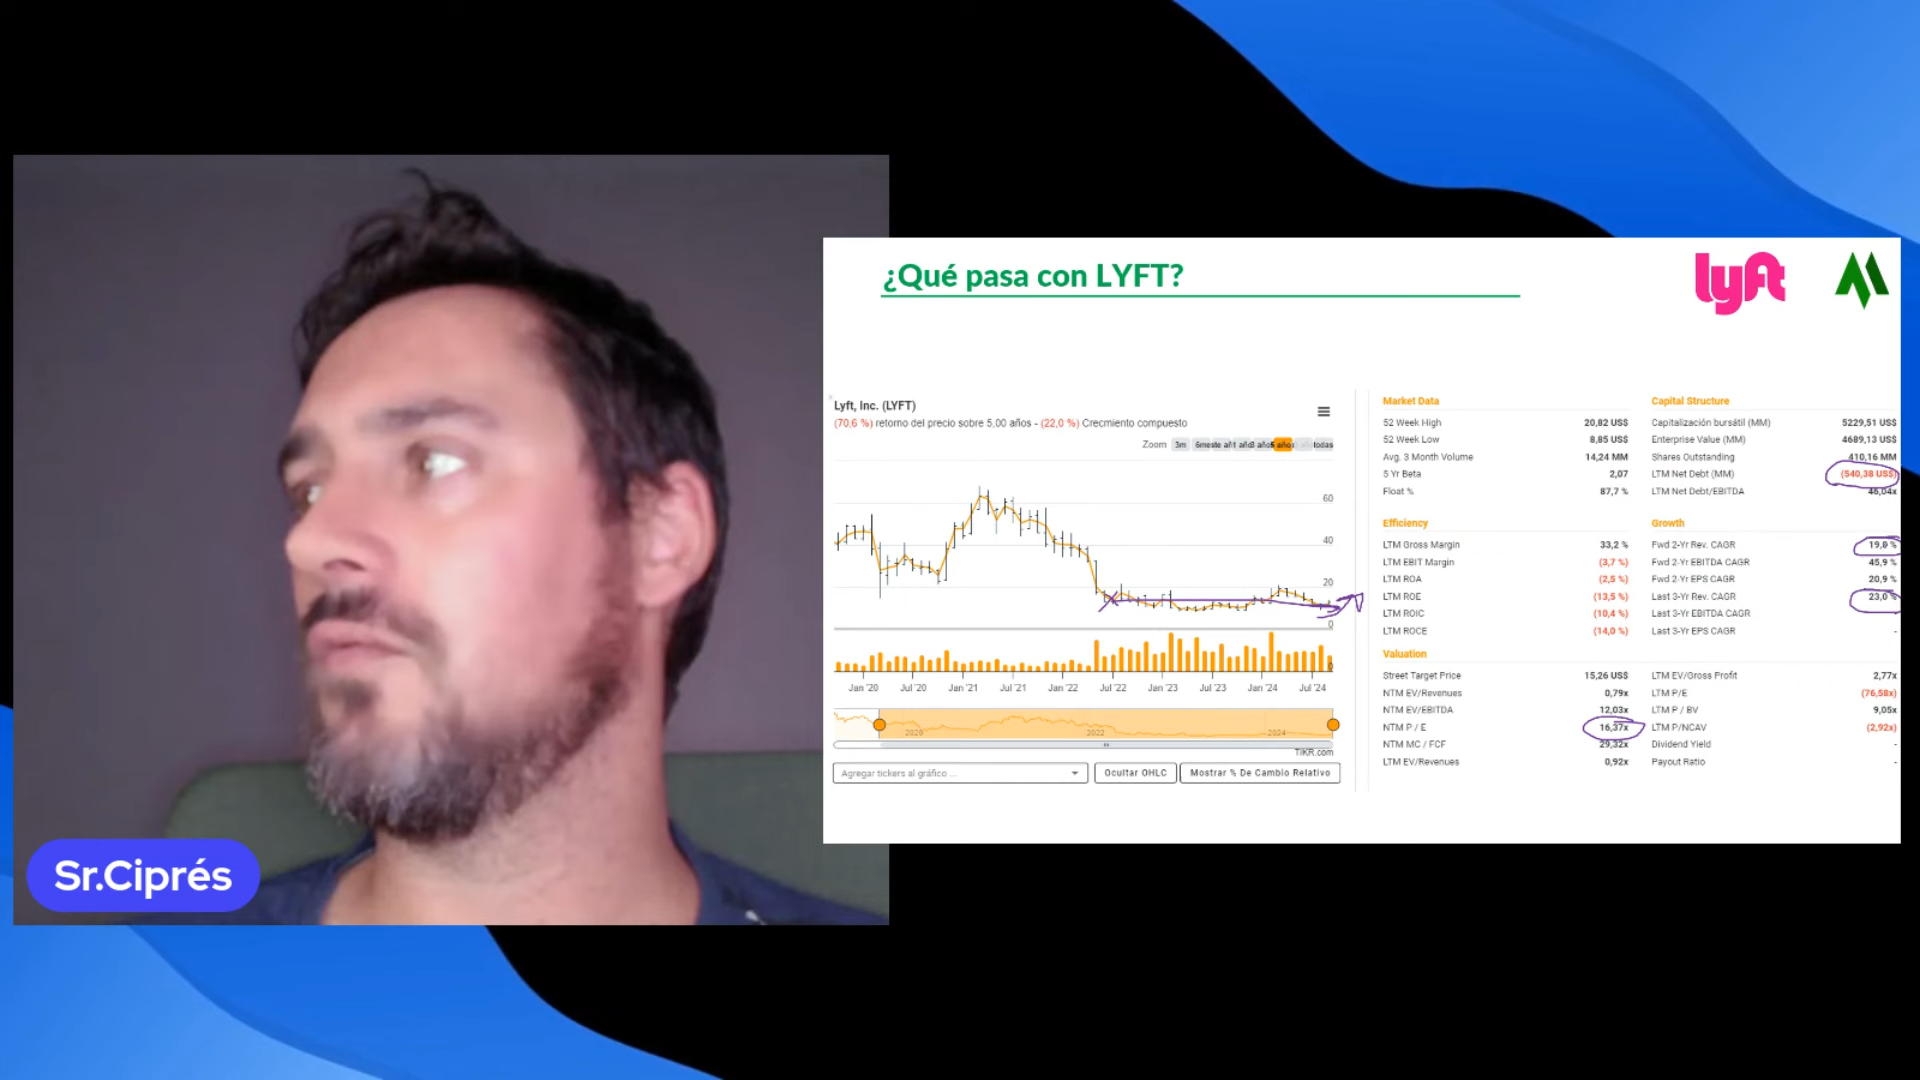 ¿Qué pasa con LYFT?
lyft
Lyft, Inc. (LYFT)
(70,6 %) retorno del precio sobre 5,00 años - (22,0 %) Crecmiento compuesto
Zoom 3m
todas
60
40
20
0
0
Jan '20 Jul '20 Jan '21 Jul '21 Jan '22 Jul '22 Jan '23 Jul '23 Jan '24 Jul '24
2020 2022 2024
TIKR.com
Agregar tickers al gráfico ...
Ocultar OHLC
Mostrar % De Cambio Relativo
Market Data
52 Week High 20,82 US$
52 Week Low 8,85 US$
Avg. 3 Month Volume 14,24 MM
5 Yr Beta 2,07
Float % 87,7 %
Capital Structure
Capitalización bursátil (MM) 5229,51 US$
Enterprise Value (MM) 4689,13 US$
Shares Outstanding 410,16 MM
LTM Net Debt (MM) (540,38 US$)
LTM Net Debt/EBITDA 46,04x
Efficiency
LTM Gross Margin 33,2 %
LTM EBIT Margin (3,7 %)
LTM ROA (2,5 %)
LTM ROE (13,5 %)
LTM ROIC (10,4 %)
LTM ROCE (14,0 %)
Growth
Fwd 2-Yr Rev. CAGR 19,0 %
Fwd 2-Yr EBITDA CAGR 45,9 %
Fwd 2-Yr EPS CAGR 20,9 %
Last 3-Yr Rev. CAGR 23,0 %
Last 3-Yr EBITDA CAGR -
Last 3-Yr EPS CAGR -
Valuation
Street Target Price 15,26 US$
NTM EV/Revenues 0,79x
NTM EV/EBITDA 12,03x
NTM P / E 16,37x
NTM MC / FCF 29,32x
LTM EV/Revenues 0,92x
LTM EV/Gross Profit 2,77x
LTM P/E (76,58x)
LTM P / BV 9,05x
LTM P/NCAV (2,92x)
Dividend Yield -
Payout Ratio -
Sr.Ciprés